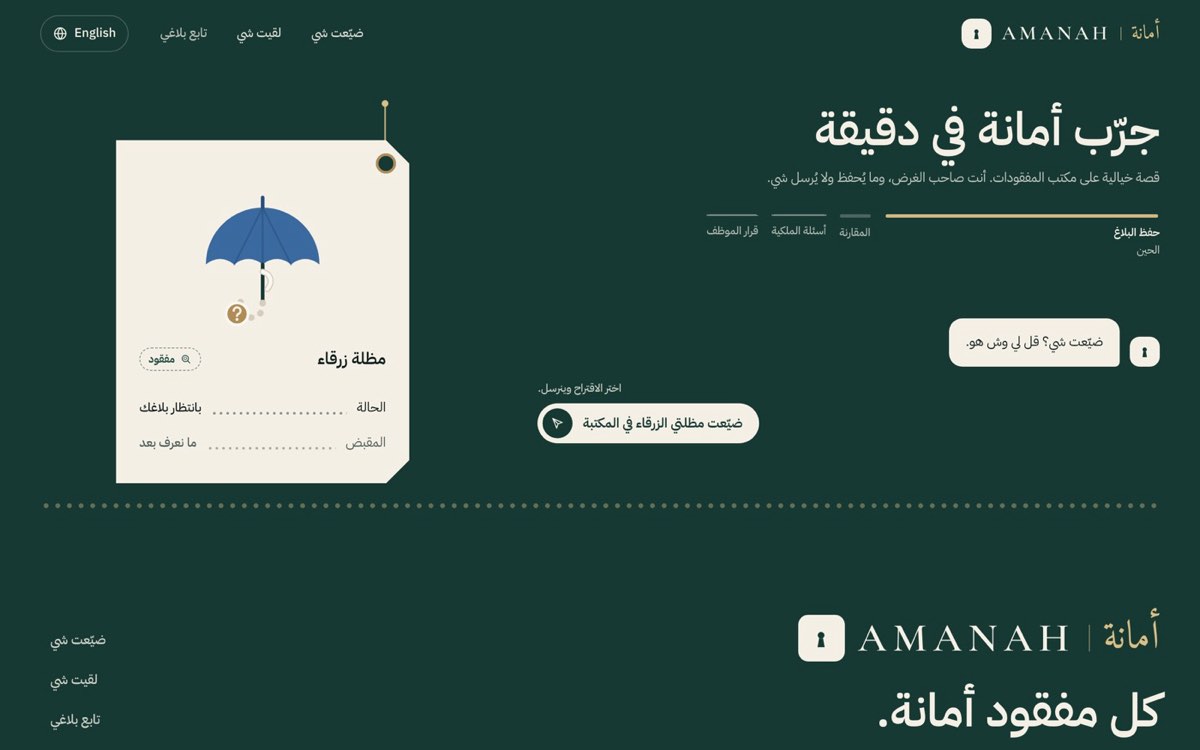 أمانة | AMANAH
ضيّعت شي
لقيت شي
تابع بلاغي
English
جرّب أمانة في دقيقة
قصة خيالية على مكتب المفقودات. أنت صاحب الغرض، وما يُحفظ ولا يُرسل شي.
حفظ البلاغ
الحين
المقارنة
أسئلة الملكية
قرار الموظف
ضيّعت شي؟ قل لي وش هو.
اختر الاقتراح وينرسل.
ضيّعت مظلتي الزرقاء في المكتبة
?
مظلة زرقاء
مفقود
الحالة
بانتظار بلاغك
المقبض
ما نعرف بعد
أمانة | AMANAH
كل مفقود أمانة.
ضيّعت شي
لقيت شي
تابع بلاغي